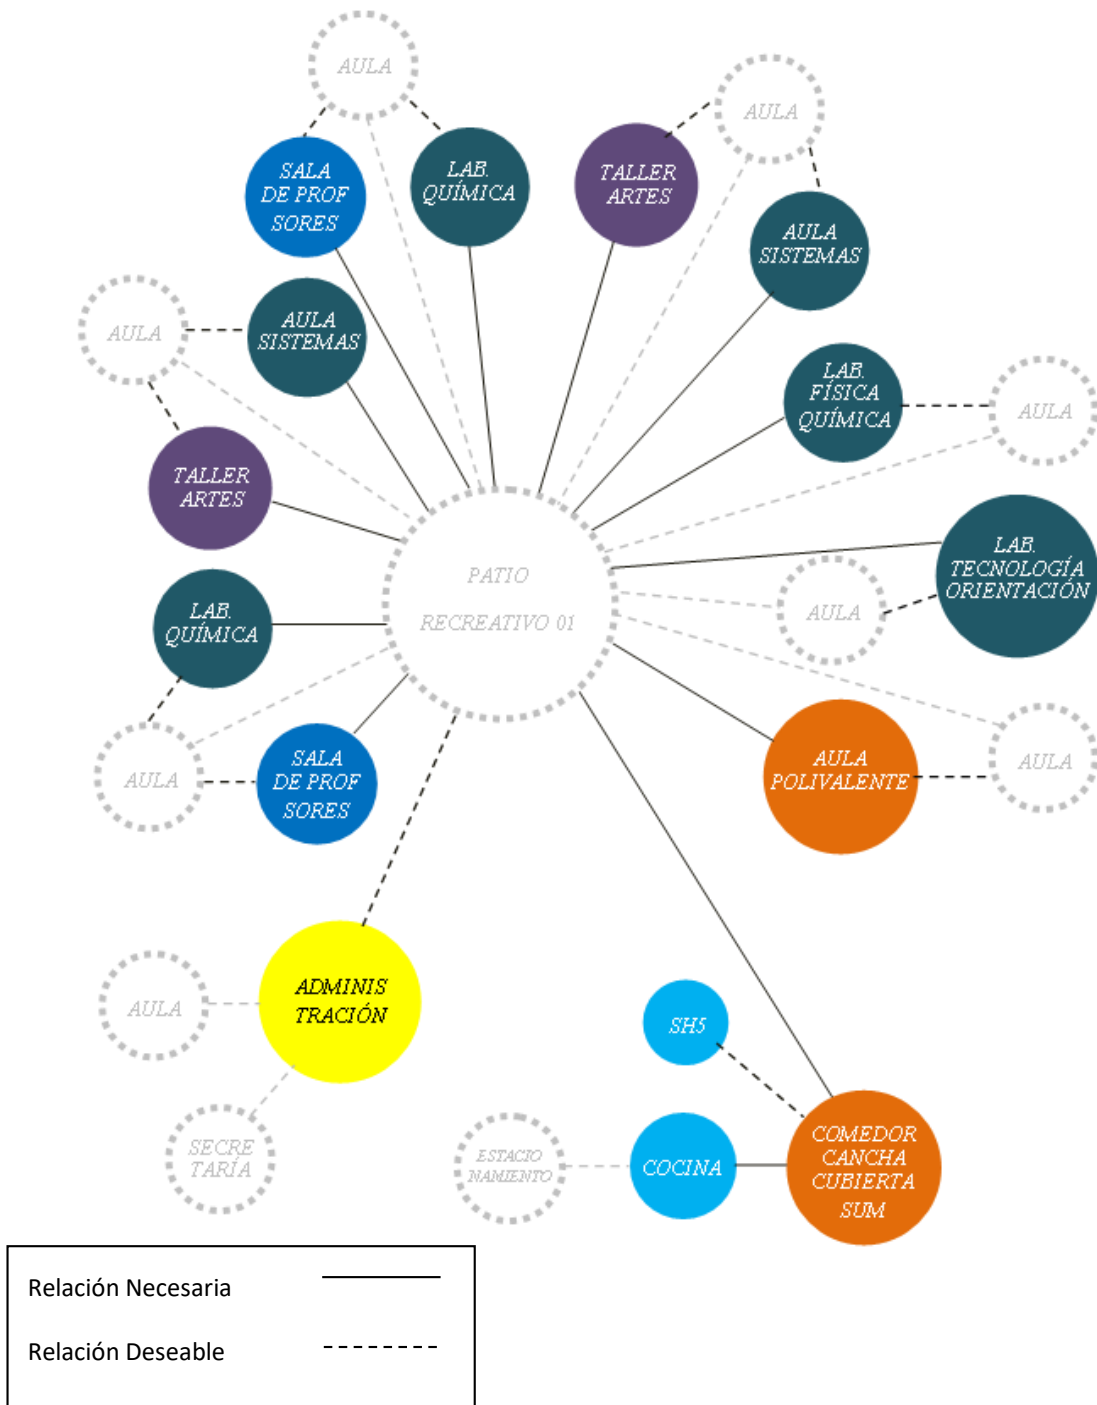 AULA
AULA
SALA
DE PROF
SORES
LAB.
QUÍMICA
TALLER
ARTES
AULA
SISTEMAS
AULA
AULA
SISTEMAS
LAB.
FÍSICA
QUÍMICA
AULA
TALLER
ARTES
PATIO
RECREATIVO 01
LAB.
TECNOLOGÍA
ORIENTACIÓN
AULA
LAB.
QUÍMICA
AULA
SALA
DE PROF
SORES
AULA
POLIVALENTE
AULA
AULA
ADMINIS
TRACIÓN
SH5
SECRE
TARÍA
ESTACIO
NAMIENTO
COCINA
COMEDOR
CANCHA
CUBIERTA
SUM
Relación Necesaria
Relación Deseable